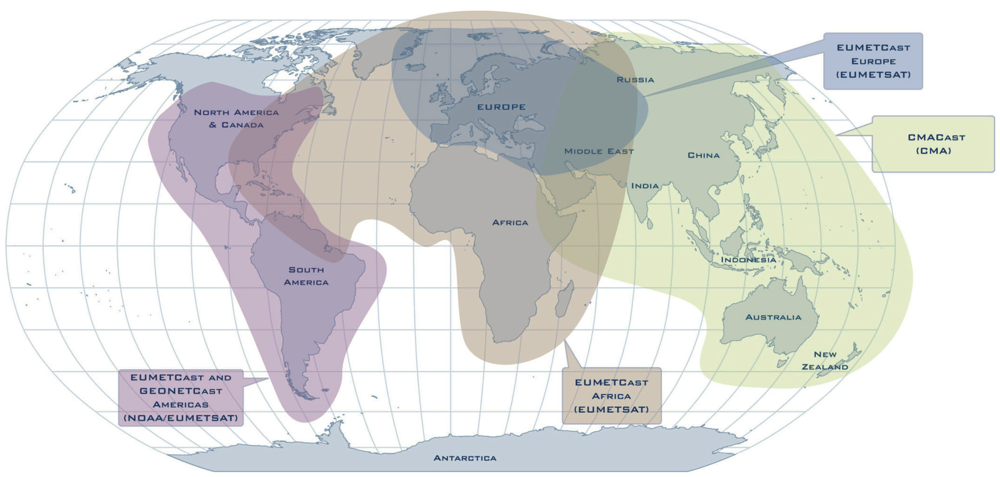 EUMETCast
Europe
(EUMETSAT)
Russia
North America
& Canada
EUROPE
CMACast
(CMA)
Middle East
China
India
Africa
Indonesia
South
America
Australia
New
Zealand
EUMETCast and
GEONETCast
Americas
(NOAA/EUMETSAT)
EUMETCast
Africa
(EUMETSAT)
Antarctica